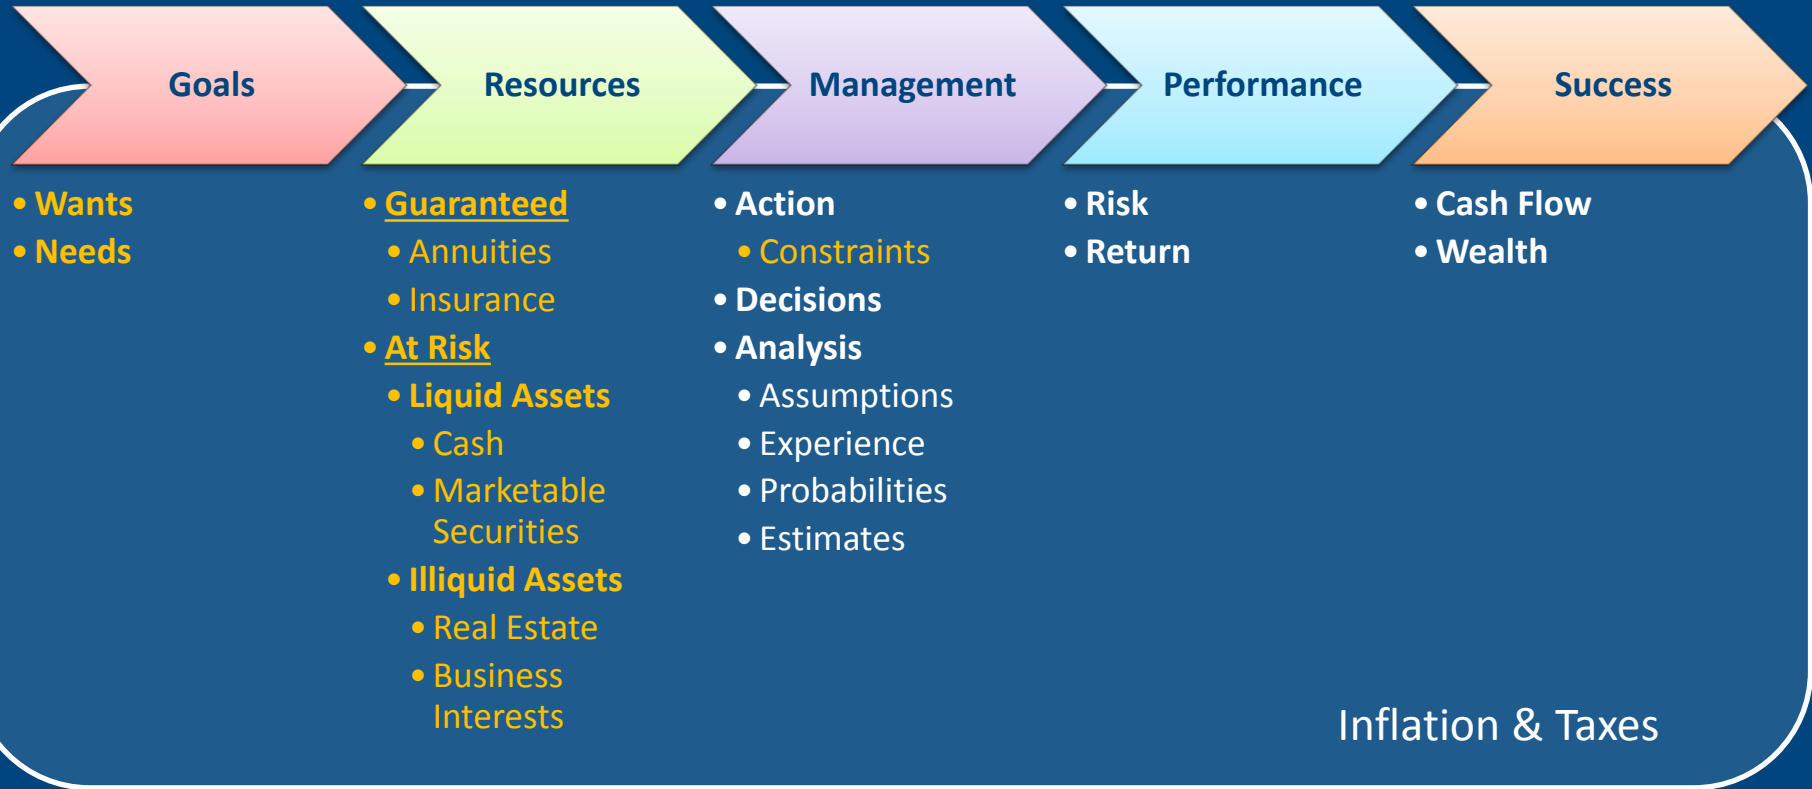 Goals
Resources
Management
Performance
Success
• Wants
• Needs
• Guaranteed
• Annuities
• Insurance
• At Risk
• Liquid Assets
• Cash
• Marketable
Securities
• Illiquid Assets
• Real Estate
• Business
Interests
• Action
• Constraints
• Decisions
• Analysis
• Assumptions
• Experience
• Probabilities
• Estimates
• Risk
• Return
• Cash Flow
• Wealth
Inflation & Taxes